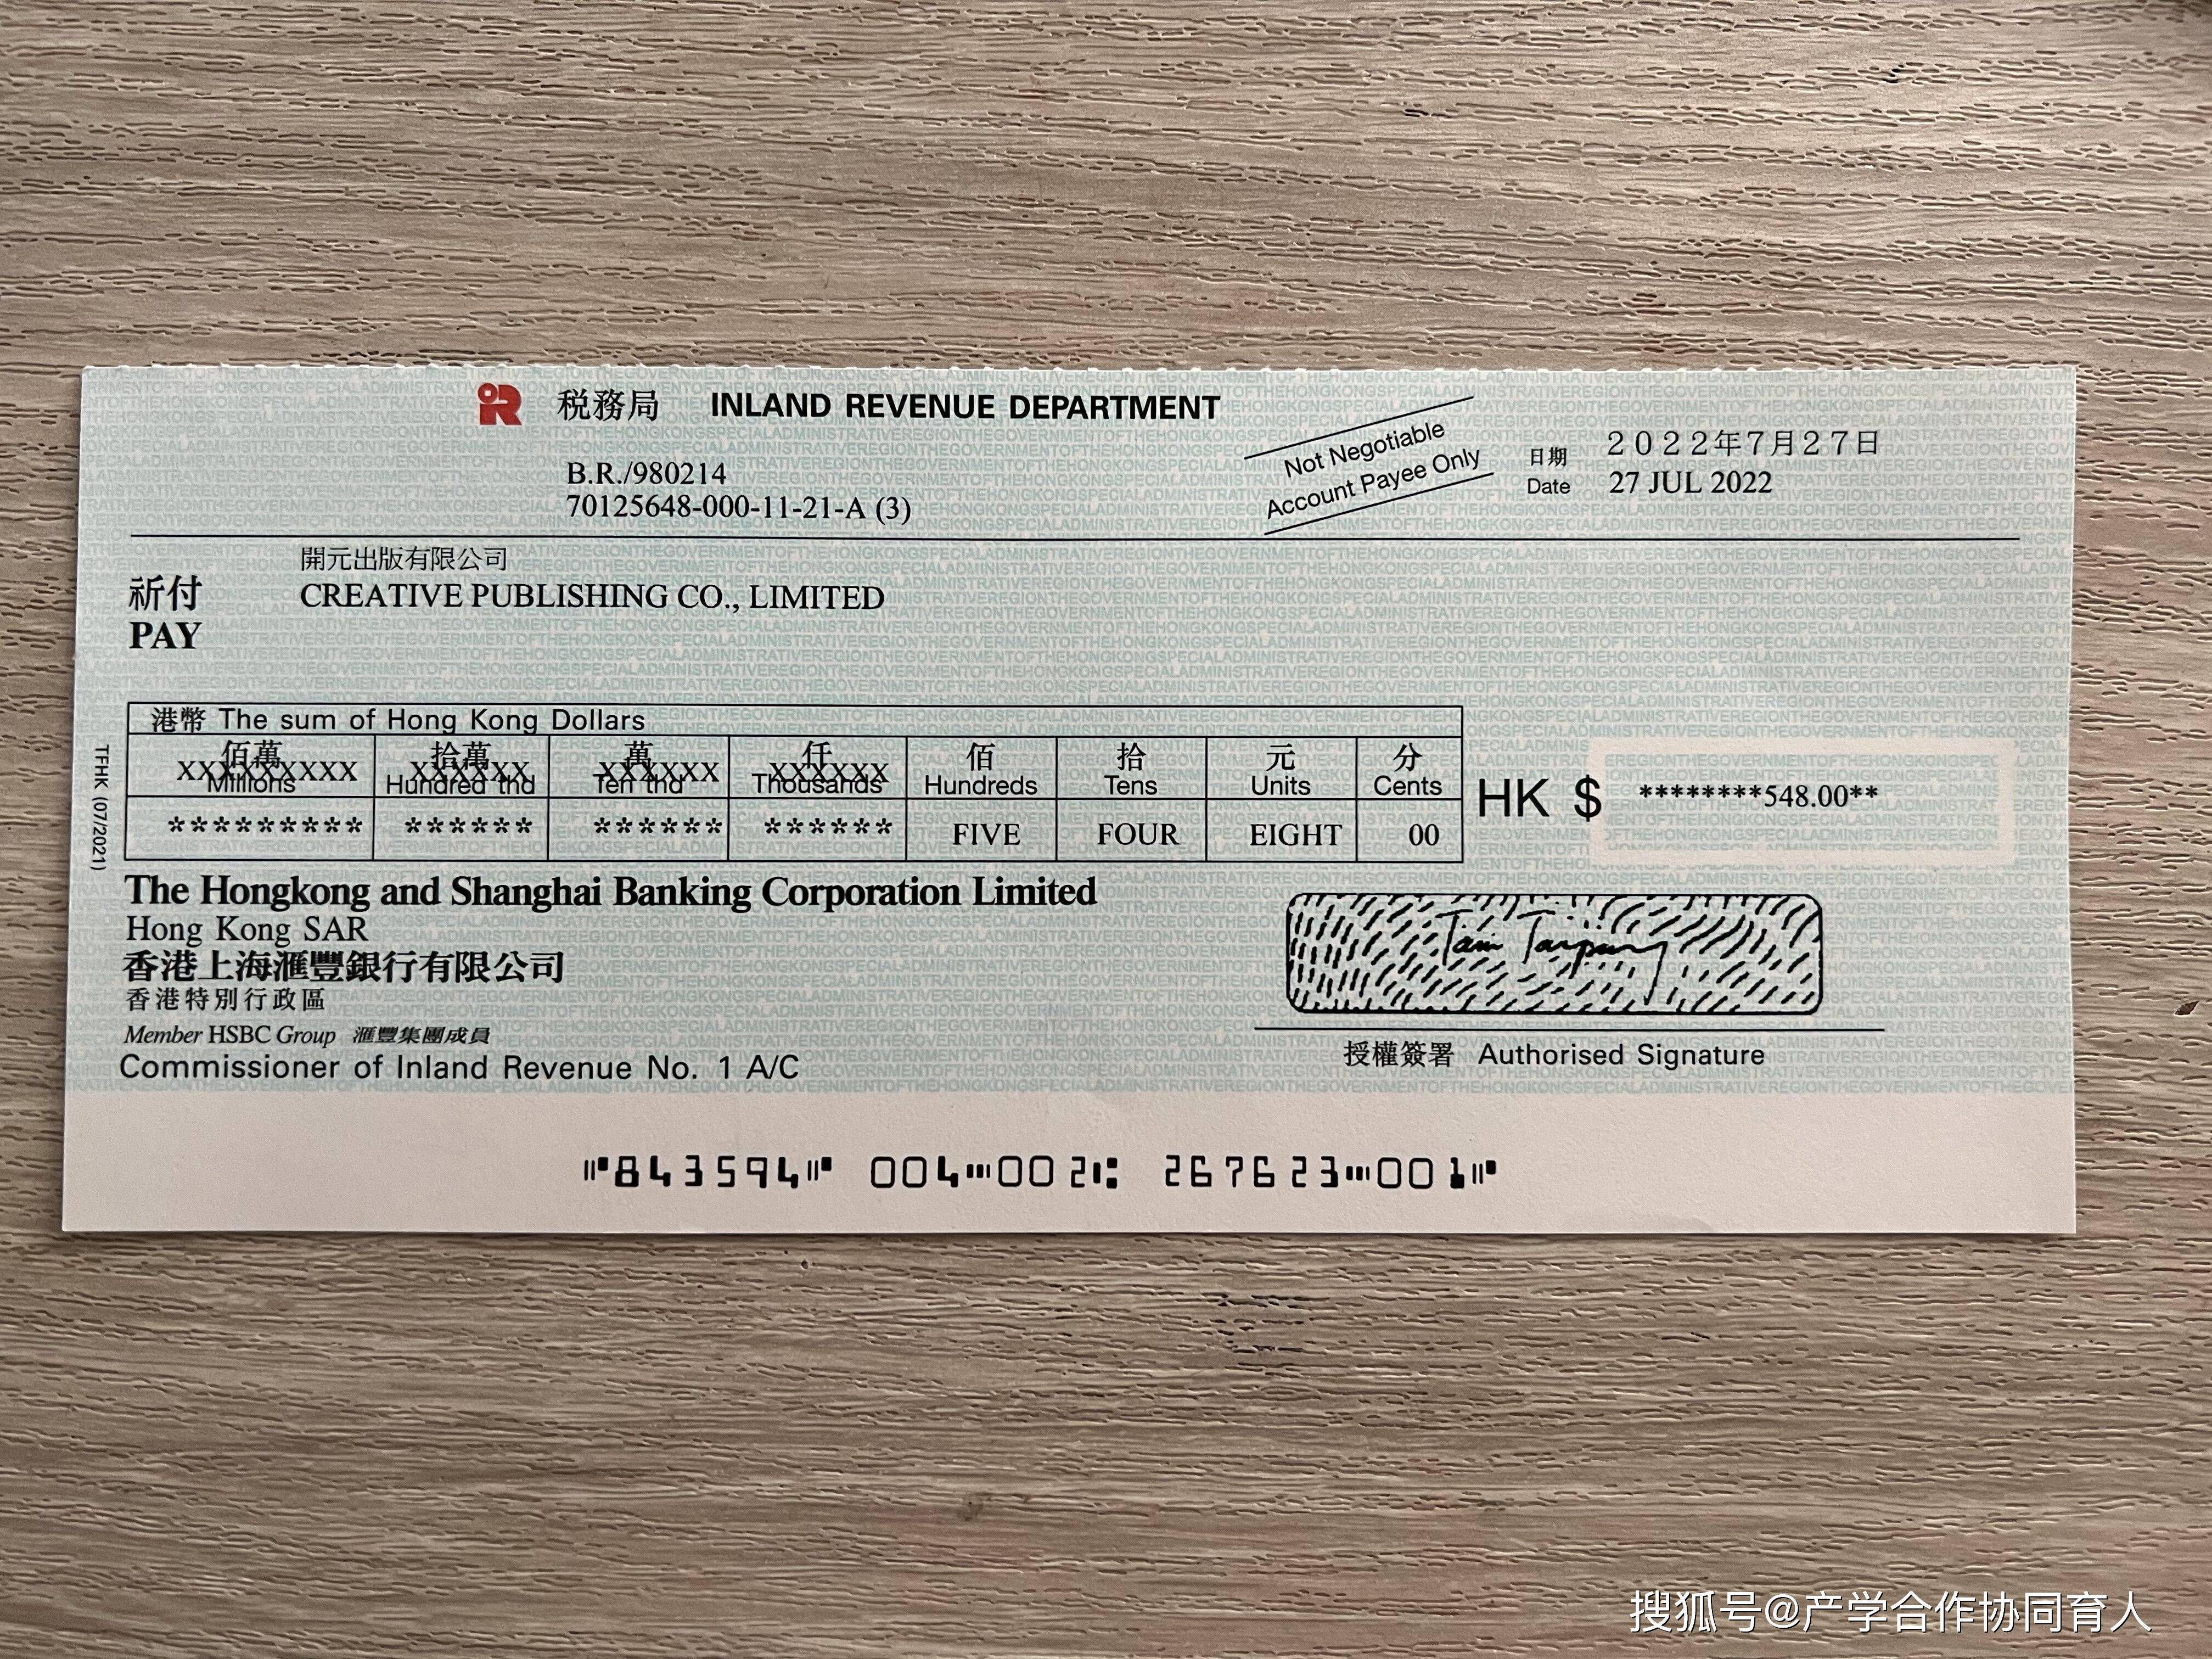 税務局 INLAND REVENUE DEPARTMENT
B.R./980214
70125648-000-11-21-A (3)
Not Negotiable
Account Payee Only
日期 2022年7月27日
Date 27 JUL 2022
開元出版有限公司
祈付 CREATIVE PUBLISHING CO., LIMITED
PAY
港幣 The sum of Hong Kong Dollars
佰萬 拾萬 萬 仟 佰 拾 元 分
XXXXXXXXX XXXXXX XXXXXX XXXXXX
Millions Hundred thd Ten thd Thousands Hundreds Tens Units Cents
********* ****** ****** ****** FIVE FOUR EIGHT 00
HK $ ********548.00**
TFHK (07/2021)
The Hongkong and Shanghai Banking Corporation Limited
Hong Kong SAR
香港上海滙豐銀行有限公司
香港特別行政區
Member HSBC Group 滙豐集團成員
Commissioner of Inland Revenue No. 1 A/C
授權簽署 Authorised Signature
⑈843594⑈ 004⑉002⑆ 267623⑉001⑈
搜狐号@产学合作协同育人